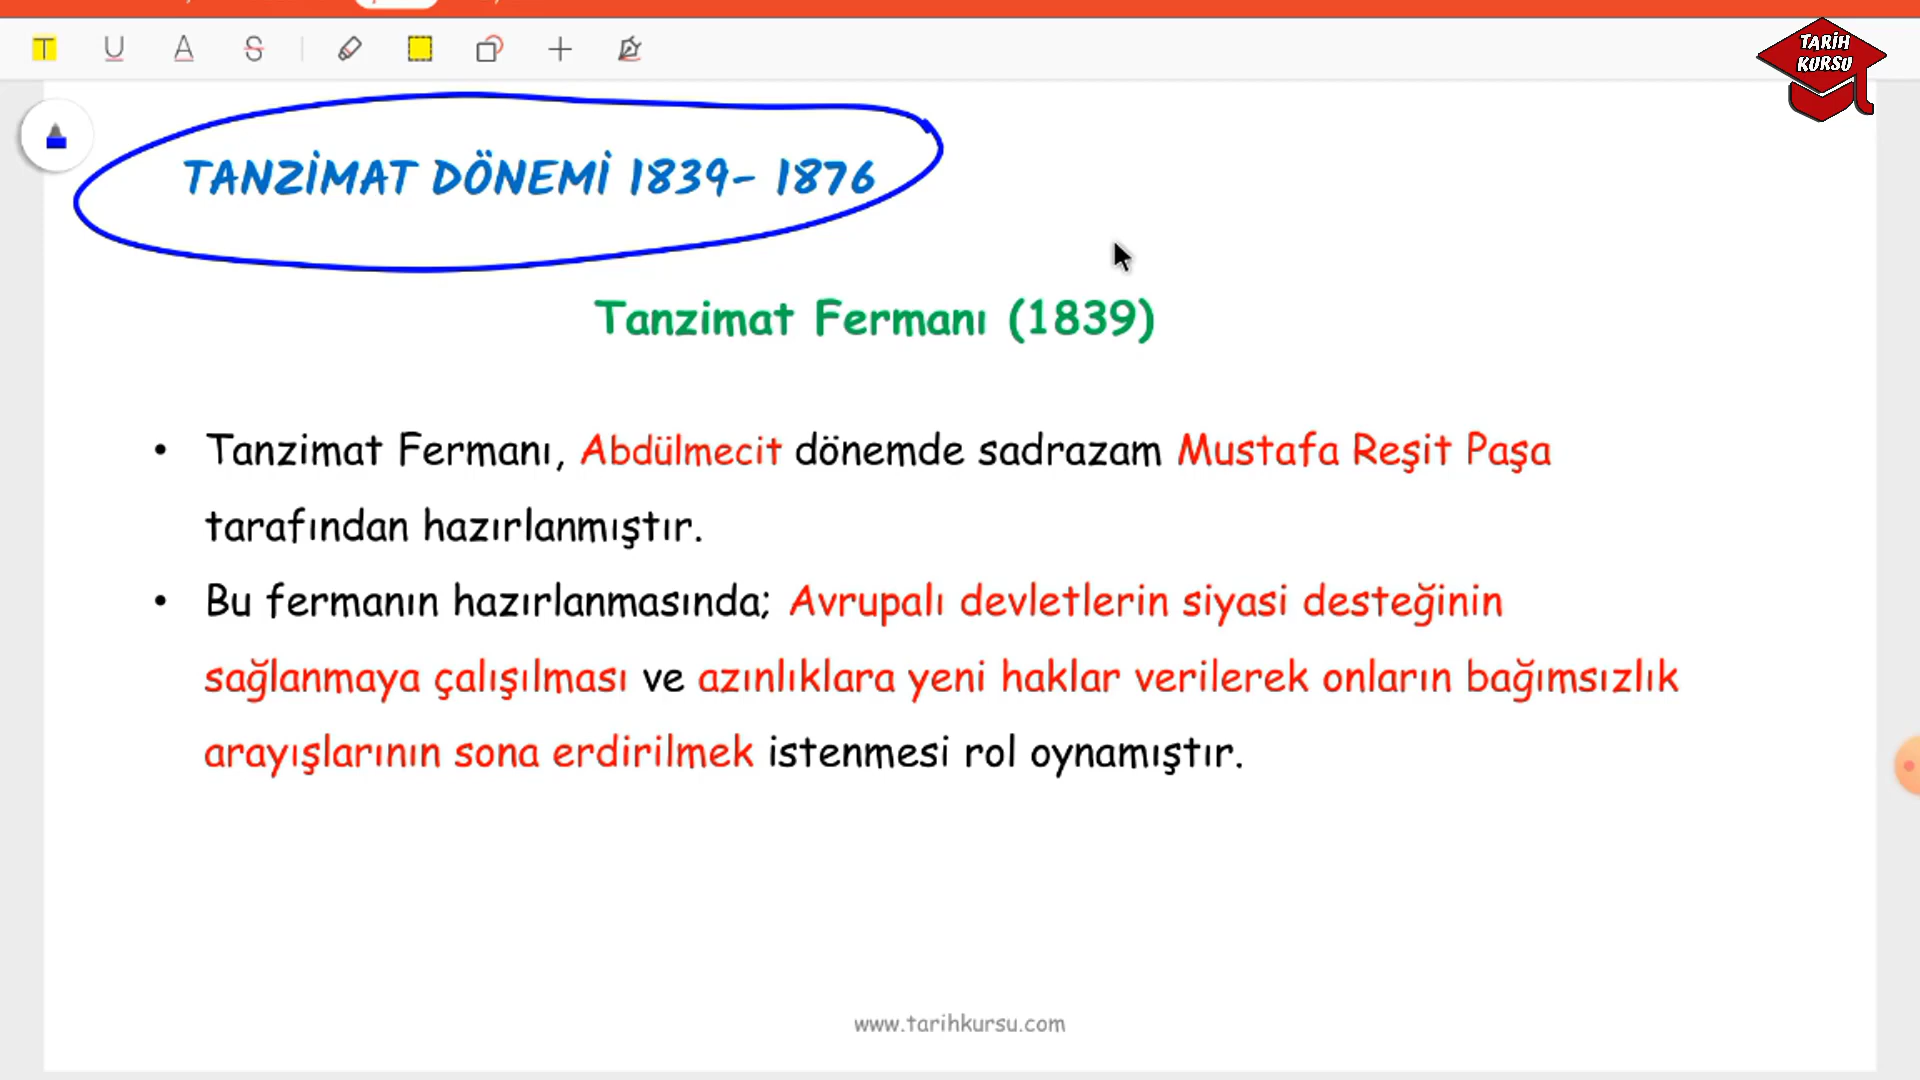 TARİH
KURSU
TANZİMAT DÖNEMİ 1839- 1876
Tanzimat Fermanı (1839)
• Tanzimat Fermanı, Abdülmecit dönemde sadrazam Mustafa Reşit Paşa
tarafından hazırlanmıştır.
• Bu fermanın hazırlanmasında; Avrupalı devletlerin siyasi desteğinin
sağlanmaya çalışılması ve azınlıklara yeni haklar verilerek onların bağımsızlık
arayışlarının sona erdirilmek istenmesi rol oynamıştır.
www.tarihkursu.com